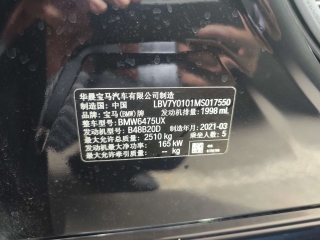 华晨宝马汽车有限公司制造
制造国: 中国 LBV7Y0101MS017550
品牌: 宝马(BMW)牌 发动机排量: 1998 ml
整车型号: BMW6475UX
发动机型号: B48B20D 制造年月: 2021-03
最大允许总质量: 2510 kg 乘坐人数: 5
发动机最大净功率: 165 kW
最大允许牵引质量: --/-- kg